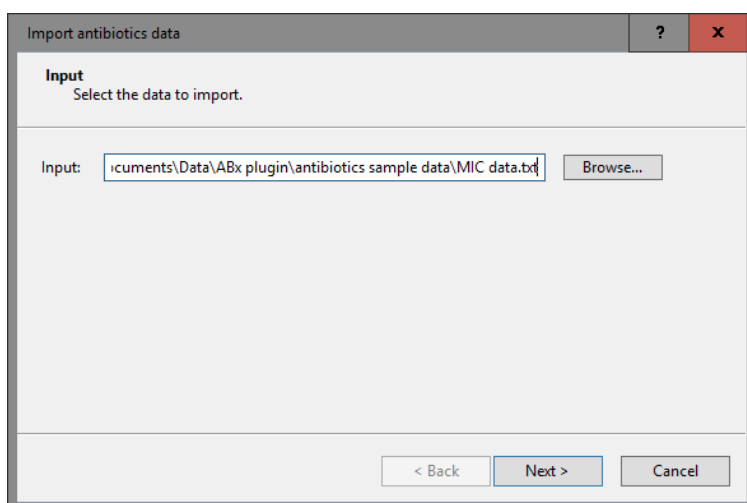 Import antibiotics data ? x
Input
Select the data to import.
Input: ocuments\Data\ABx plugin\antibiotics sample data\MIC data.txt Browse...
< Back Next > Cancel